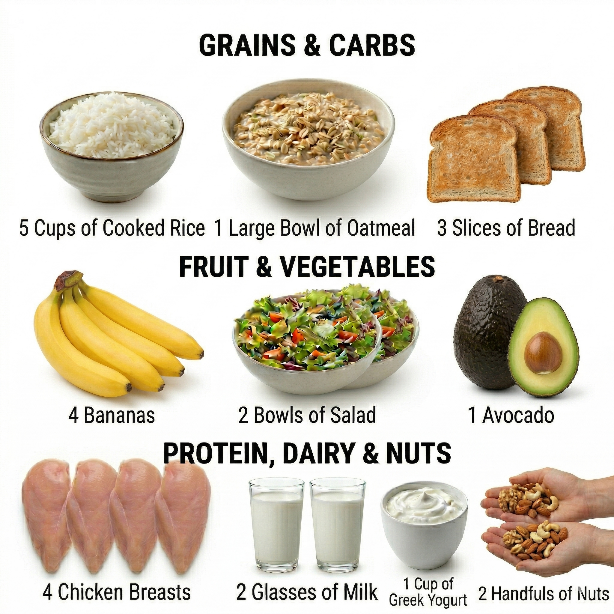 GRAINS & CARBS
5 Cups of Cooked Rice
1 Large Bowl of Oatmeal
3 Slices of Bread
FRUIT & VEGETABLES
4 Bananas
2 Bowls of Salad
1 Avocado
PROTEIN, DAIRY & NUTS
4 Chicken Breasts
2 Glasses of Milk
1 Cup of
Greek Yogurt
2 Handfuls of Nuts